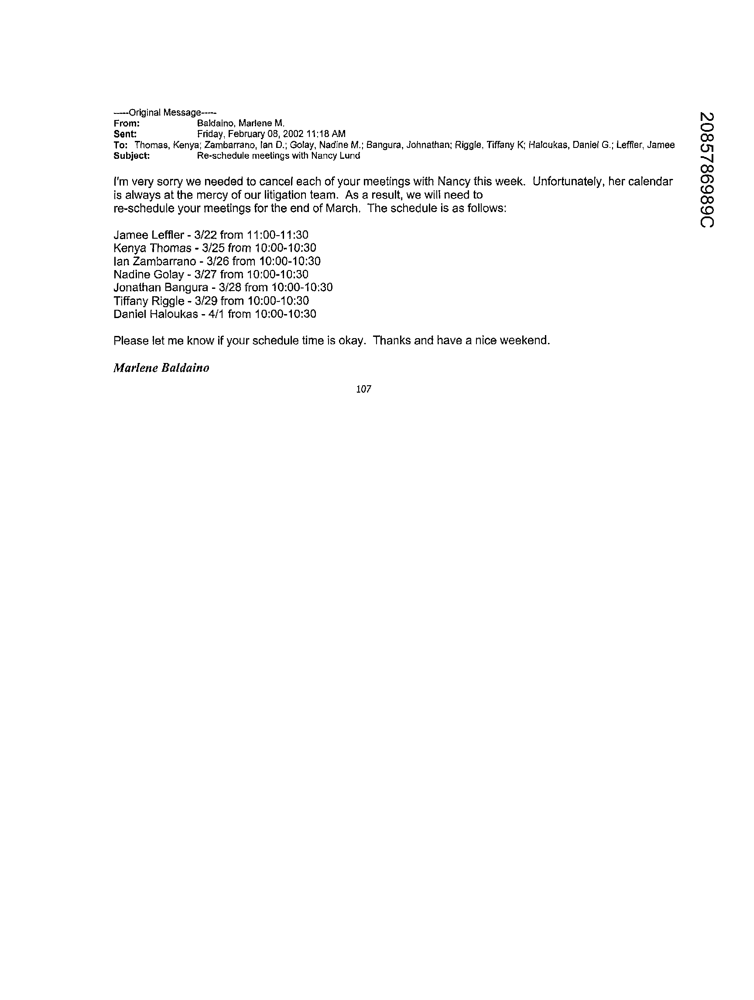 -----Original Message-----
From: Baldaino, Marlene M.
Sent: Friday, February 08, 2002 11:18 AM
To: Thomas, Kenya; Zambarrano, Ian D.; Golay, Nadine M.; Bangura, Johnathan; Riggle, Tiffany K; Haloukas, Daniel G.; Leffler, Jamee
Subject: Re-schedule meetings with Nancy Lund
I'm very sorry we needed to cancel each of your meetings with Nancy this week. Unfortunately, her calendar
is always at the mercy of our litigation team. As a result, we will need to
re-schedule your meetings for the end of March. The schedule is as follows:
Jamee Leffler - 3/22 from 11:00-11:30
Kenya Thomas - 3/25 from 10:00-10:30
Ian Zambarrano - 3/26 from 10:00-10:30
Nadine Golay - 3/27 from 10:00-10:30
Jonathan Bangura - 3/28 from 10:00-10:30
Tiffany Riggle - 3/29 from 10:00-10:30
Daniel Haloukas - 4/1 from 10:00-10:30
Please let me know if your schedule time is okay. Thanks and have a nice weekend.
Marlene Baldaino
107
2085786989C